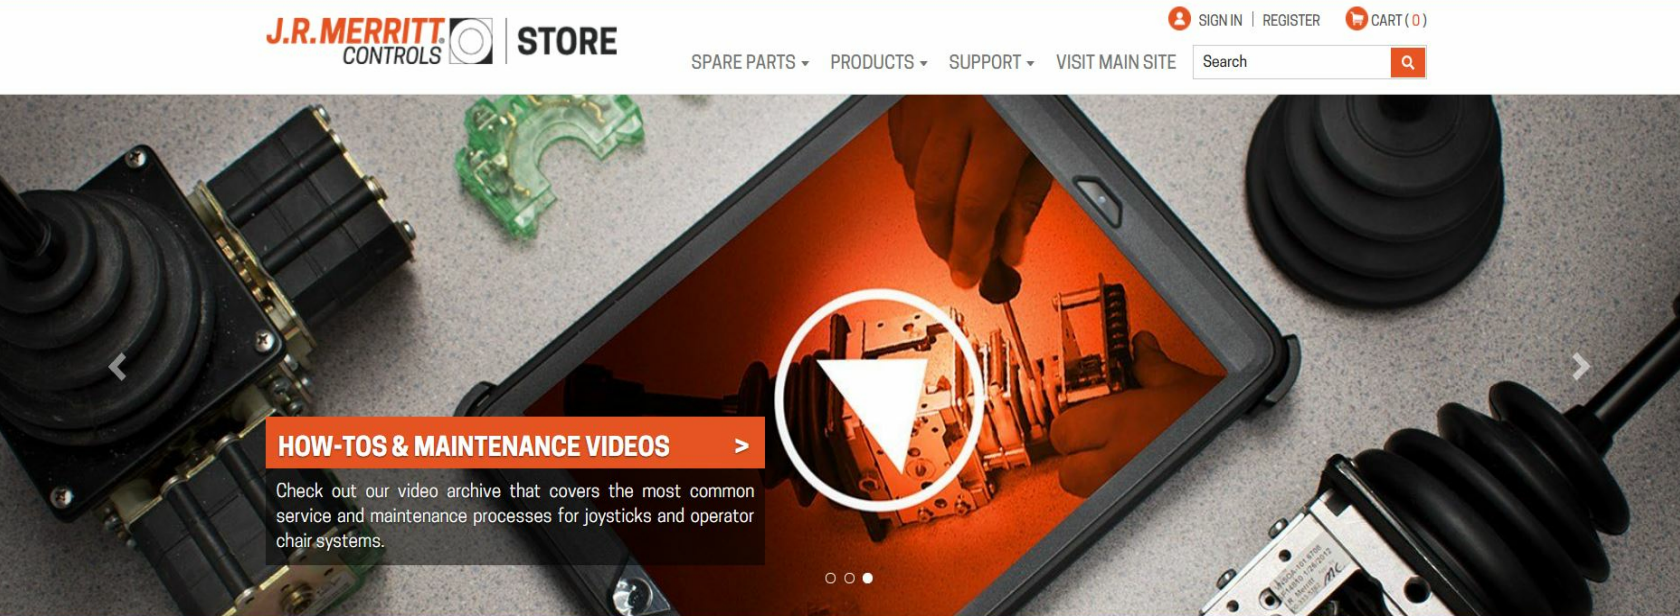 J.R.MERRITT
CONTROLS
STORE
SIGN IN | REGISTER
CART ( 0 )
SPARE PARTS
PRODUCTS
SUPPORT
VISIT MAIN SITE
Search
HOW-TOS & MAINTENANCE VIDEOS >
Check out our video archive that covers the most common
service and maintenance processes for joysticks and operator
chair systems.